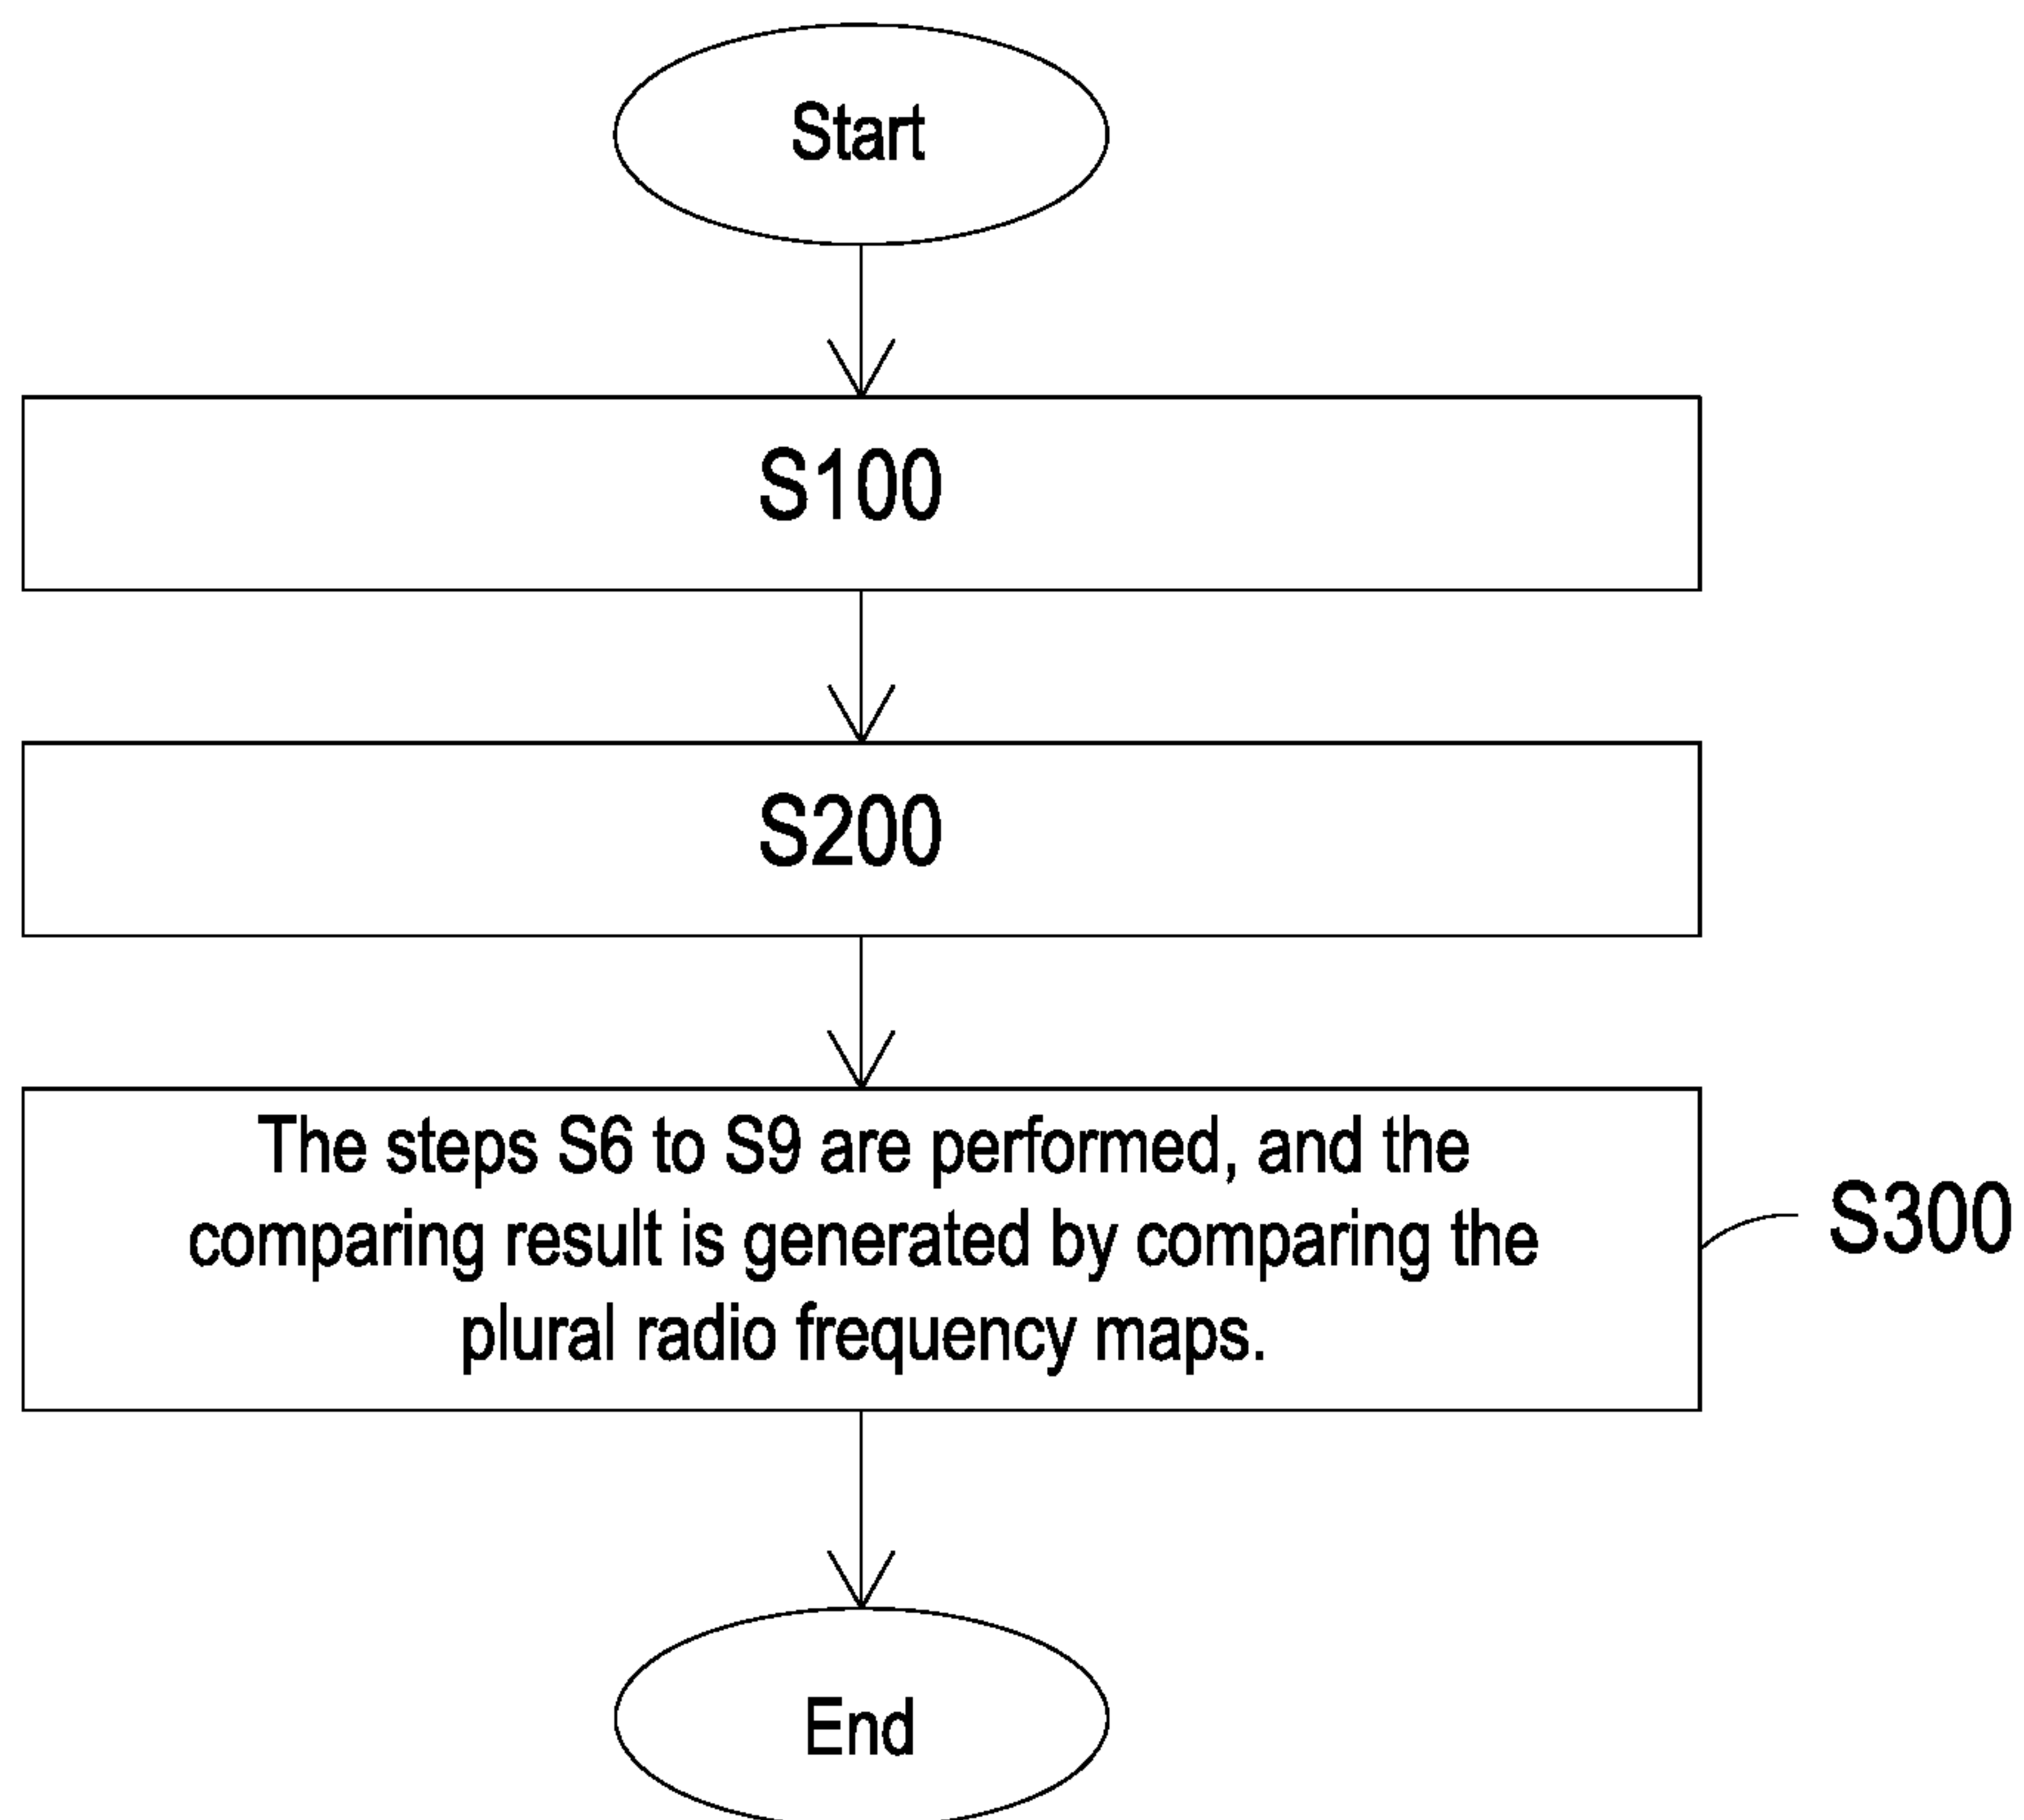 Start
S100
S200
The steps S6 to S9 are performed, and the
comparing result is generated by comparing the
plural radio frequency maps.
S300
End